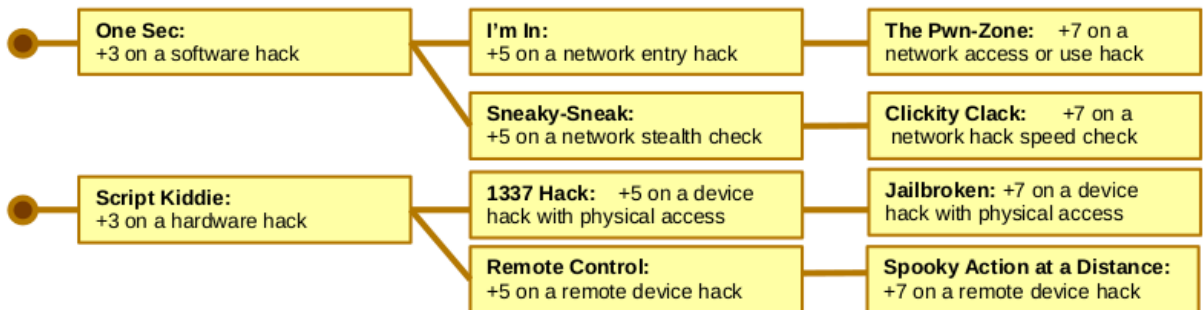 One Sec:
+3 on a software hack
I'm In:
+5 on a network entry hack
The Pwn-Zone: +7 on a
network access or use hack
Sneaky-Sneak:
+5 on a network stealth check
Clickity Clack: +7 on a
network hack speed check
Script Kiddie:
+3 on a hardware hack
1337 Hack: +5 on a device
hack with physical access
Jailbroken: +7 on a device
hack with physical access
Remote Control:
+5 on a remote device hack
Spooky Action at a Distance:
+7 on a remote device hack